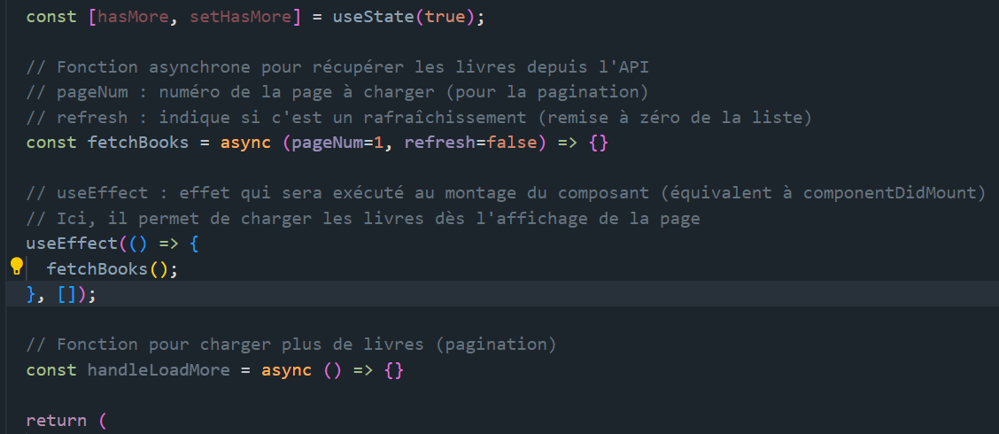 const [hasMore, setHasMore] = useState(true);
// Fonction asynchrone pour récupérer les livres depuis l'API
// pageNum : numéro de la page à charger (pour la pagination)
// refresh : indique si c'est un rafraîchissement (remise à zéro de la liste)
const fetchBooks = async (pageNum=1, refresh=false) => {}
// useEffect : effet qui sera exécuté au montage du composant (équivalent à componentDidMount)
// Ici, il permet de charger les livres dès l'affichage de la page
useEffect(() => {
  fetchBooks();
}, []);
// Fonction pour charger plus de livres (pagination)
const handleLoadMore = async () => {}
return (